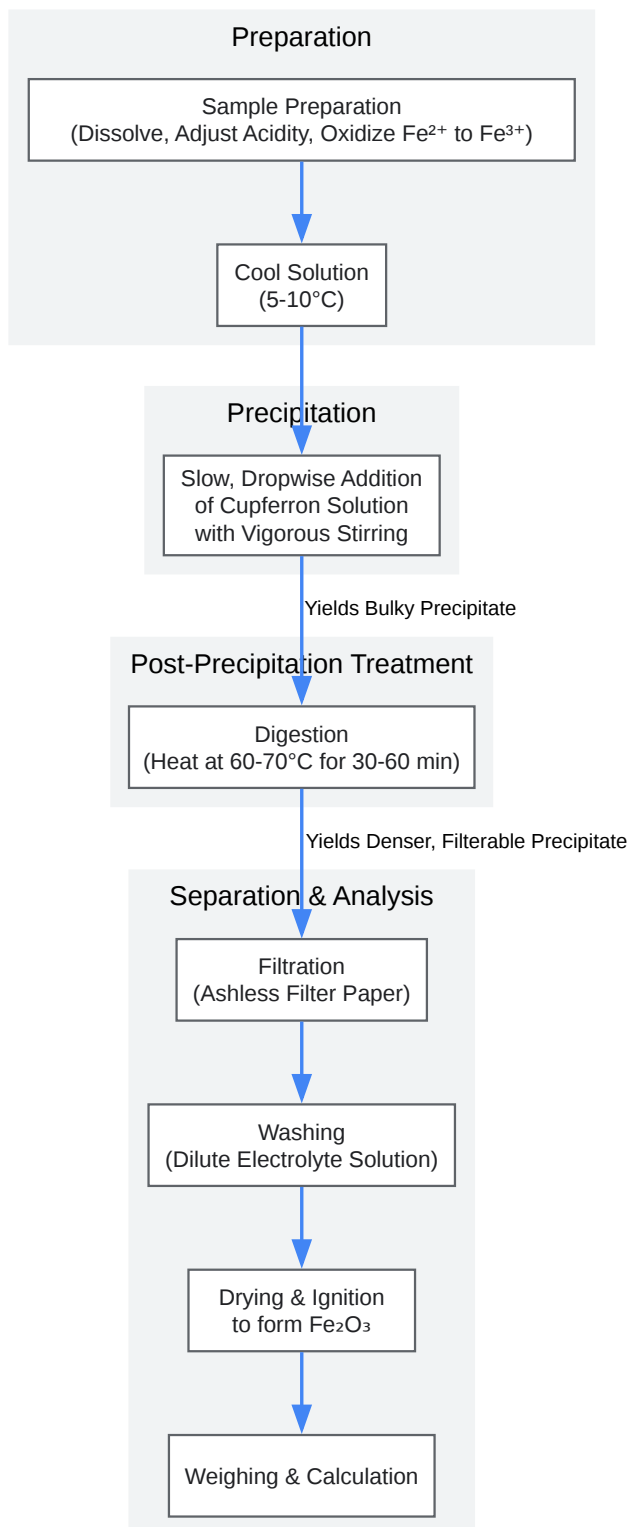 Preparation
Sample Preparation
(Dissolve, Adjust Acidity, Oxidize Fe²⁺ to Fe³⁺)
Cool Solution
(5-10°C)
Precipitation
Slow, Dropwise Addition
of Cupferron Solution
with Vigorous Stirring
Yields Bulky Precipitate
Post-Precipitation Treatment
Digestion
(Heat at 60-70°C for 30-60 min)
Yields Denser, Filterable Precipitate
Separation & Analysis
Filtration
(Ashless Filter Paper)
Washing
(Dilute Electrolyte Solution)
Drying & Ignition
to form Fe₂O₃
Weighing & Calculation